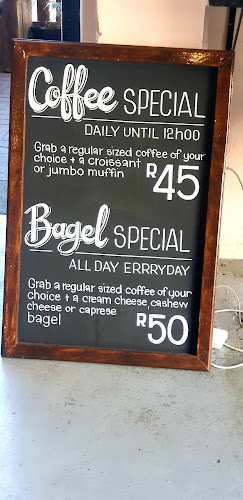 Coffee SPECIAL
DAILY UNTIL 12h00
Grab a regular sized coffee of your
choice + a croissant
or jumbo muffin
R45
Bagel SPECIAL
ALL DAY ERRRYDAY
Grab a regular sized coffee of your
choice + a cream cheese, cashew
cheese or caprese
bagel
R50